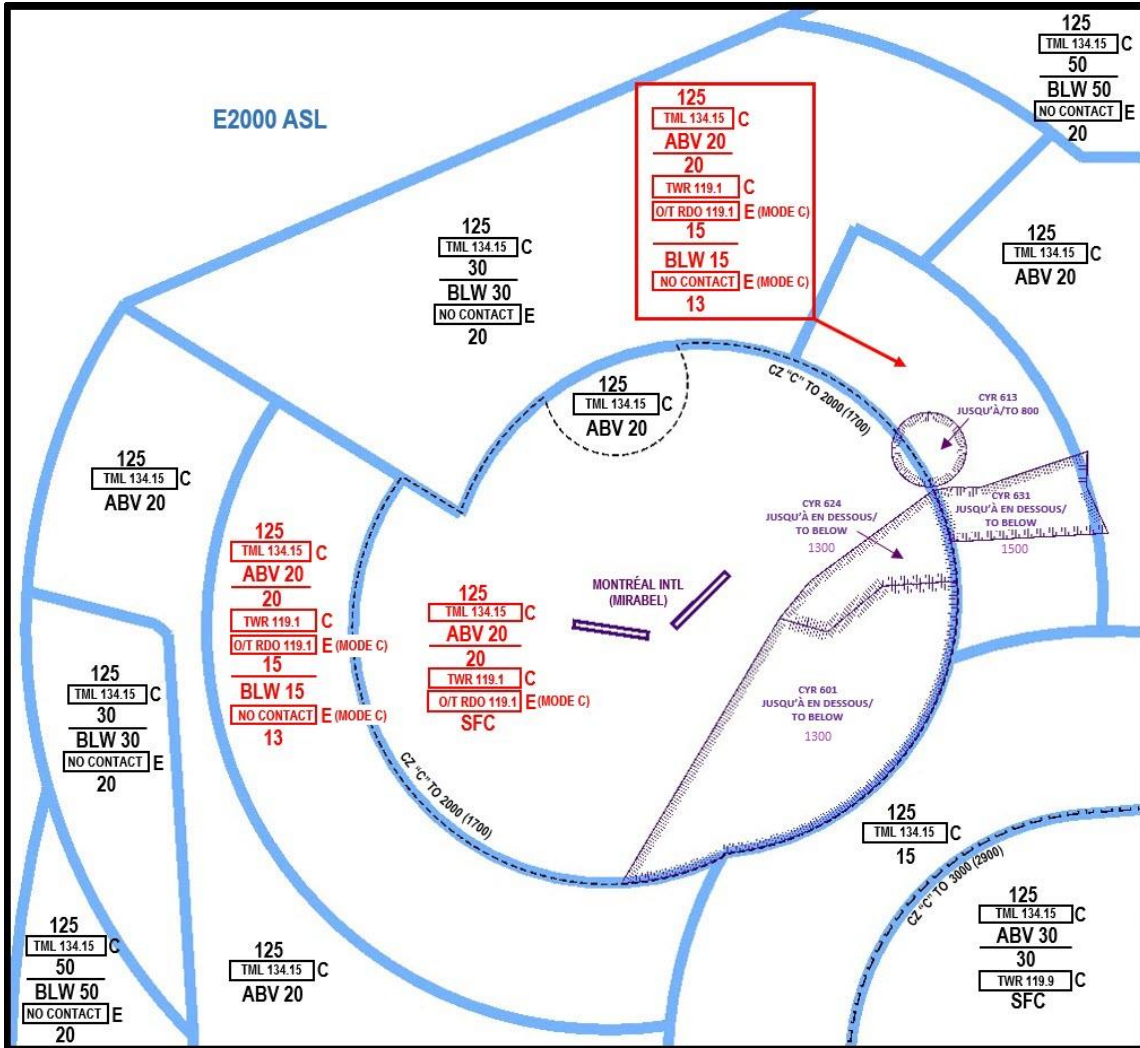 E2000 ASL
125
TML 134.15 C
50
BLW 50
NO CONTACT E
20
125
TML 134.15 C
ABV 20
20
TWR 119.1 C
O/T RDO 119.1 E (MODE C)
15
BLW 15
NO CONTACT E (MODE C)
13
125
TML 134.15 C
30
BLW 30
NO CONTACT E
20
125
TML 134.15 C
ABV 20
125
TML 134.15 C
ABV 20
CZ "C" TO 2000 (1700)
CYR 613
JUSQU'À/TO 800
125
TML 134.15 C
ABV 20
CYR 624
JUSQU'À EN DESSOUS/
TO BELOW
1300
CYR 631
JUSQU'À EN DESSOUS/
TO BELOW
1500
125
TML 134.15 C
ABV 20
20
TWR 119.1 C
O/T RDO 119.1 E (MODE C)
15
BLW 15
NO CONTACT E (MODE C)
13
125
TML 134.15 C
ABV 20
20
TWR 119.1 C
O/T RDO 119.1 E (MODE C)
SFC
MONTRÉAL INTL
(MIRABEL)
125
TML 134.15 C
30
BLW 30
NO CONTACT E
20
CYR 601
JUSQU'À EN DESSOUS/
TO BELOW
1300
CZ "C" TO 2000 (1700)
125
TML 134.15 C
15
CZ "C" TO 3000 (2900)
125
TML 134.15 C
ABV 30
30
TWR 119.9 C
SFC
125
TML 134.15 C
50
BLW 50
NO CONTACT E
20
125
TML 134.15 C
ABV 20